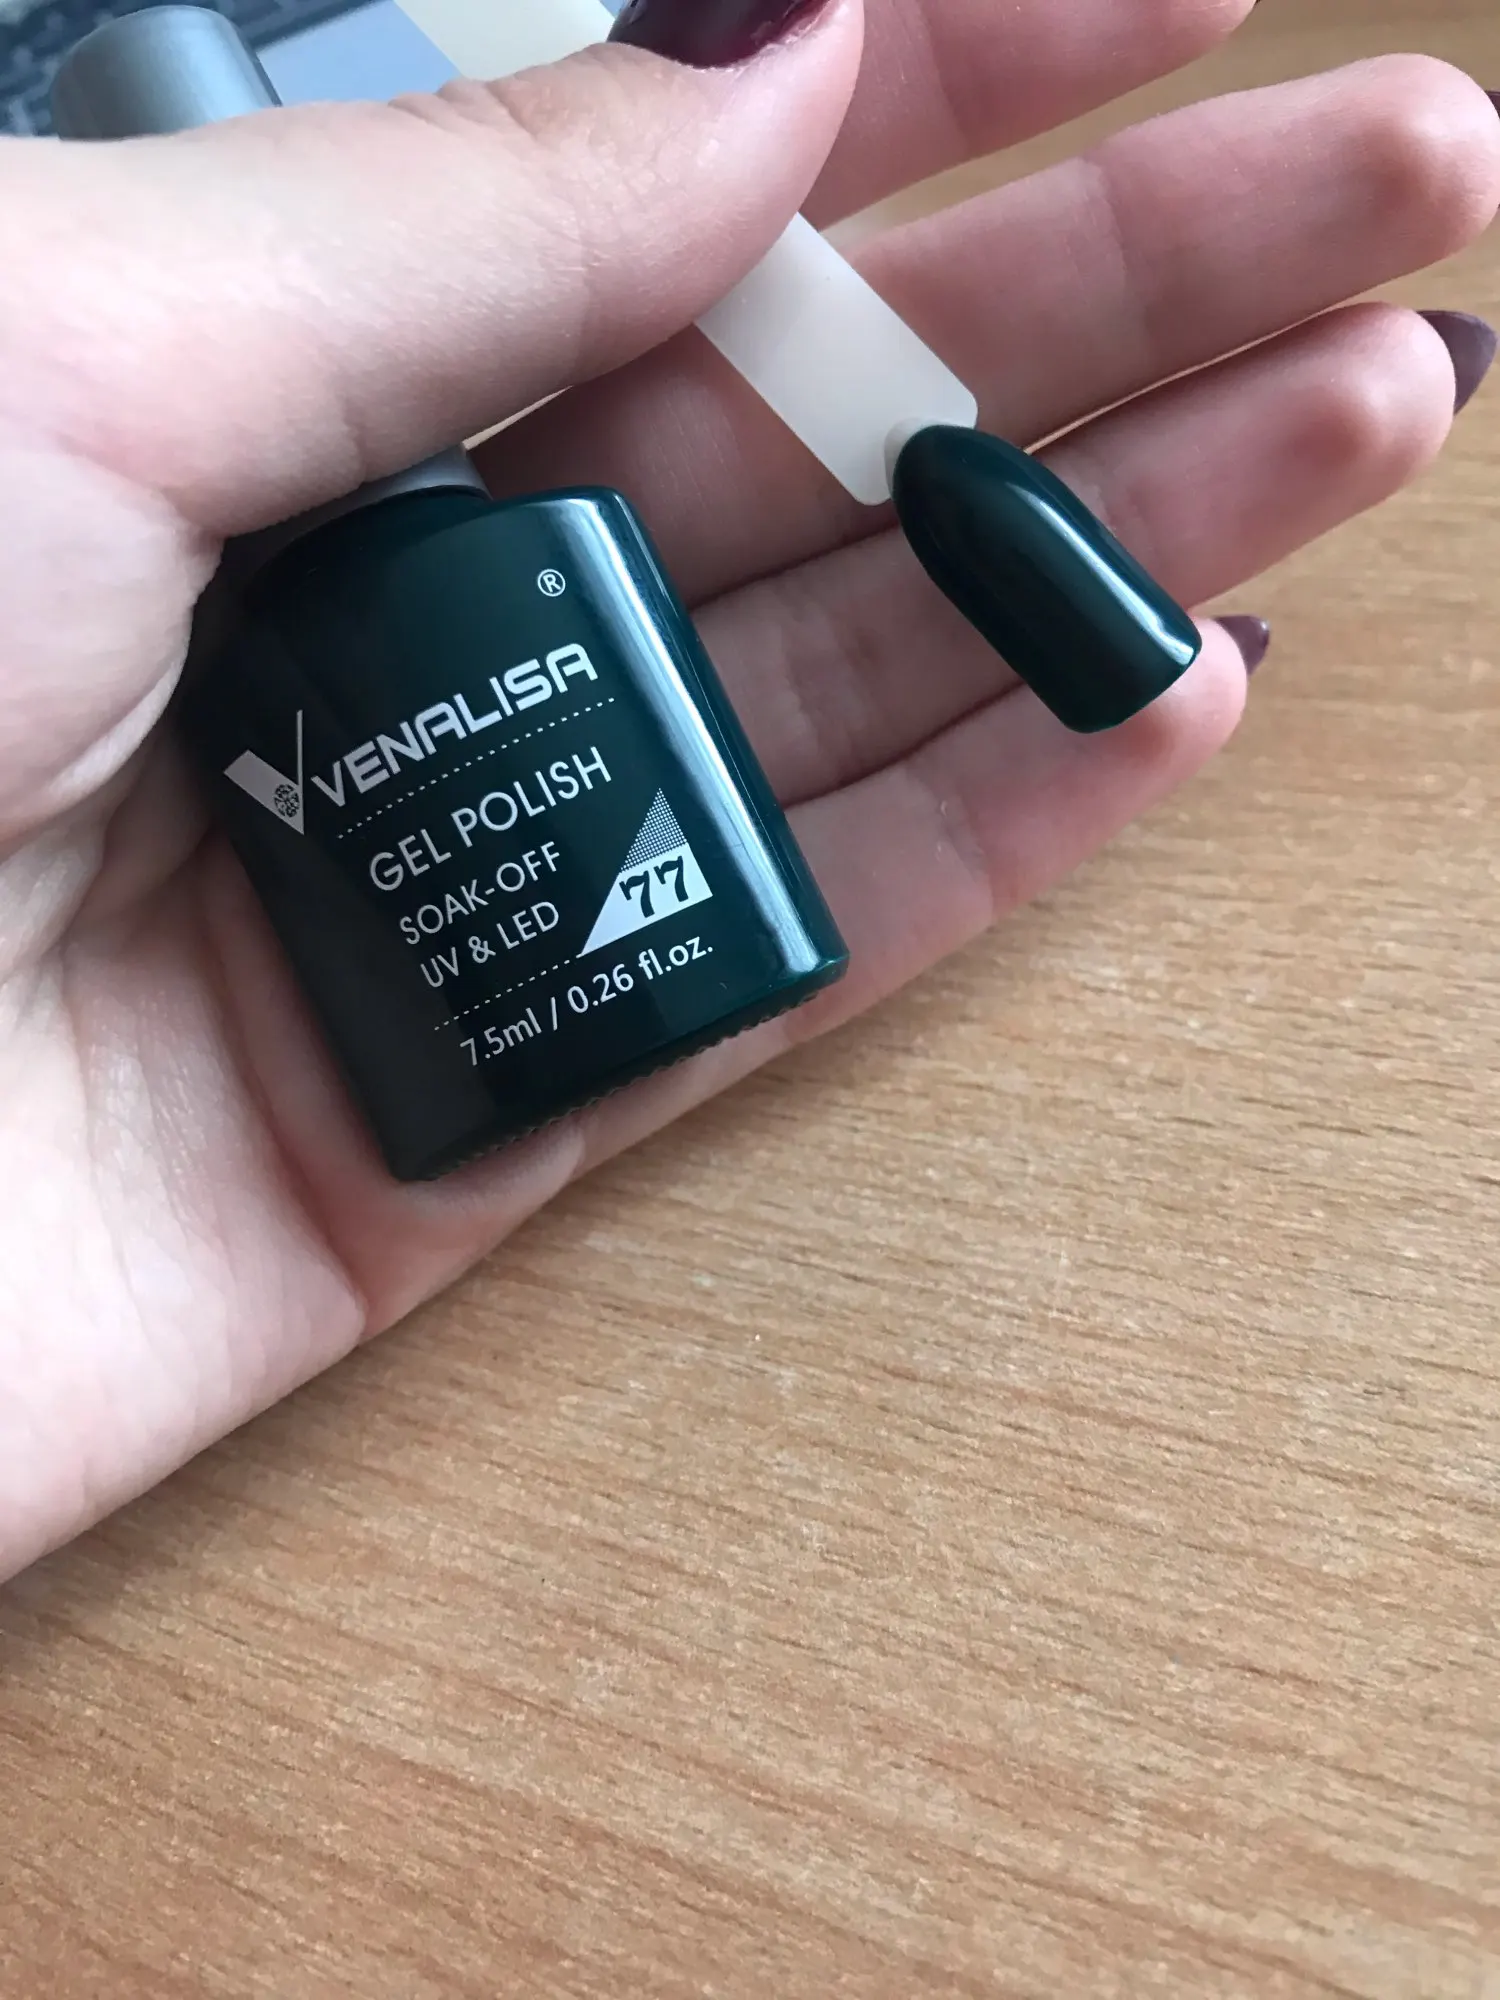 ®
VENALISA
GEL POLISH
SOAK-OFF
UV & LED
77
7.5ml / 0.26 fl.oz.